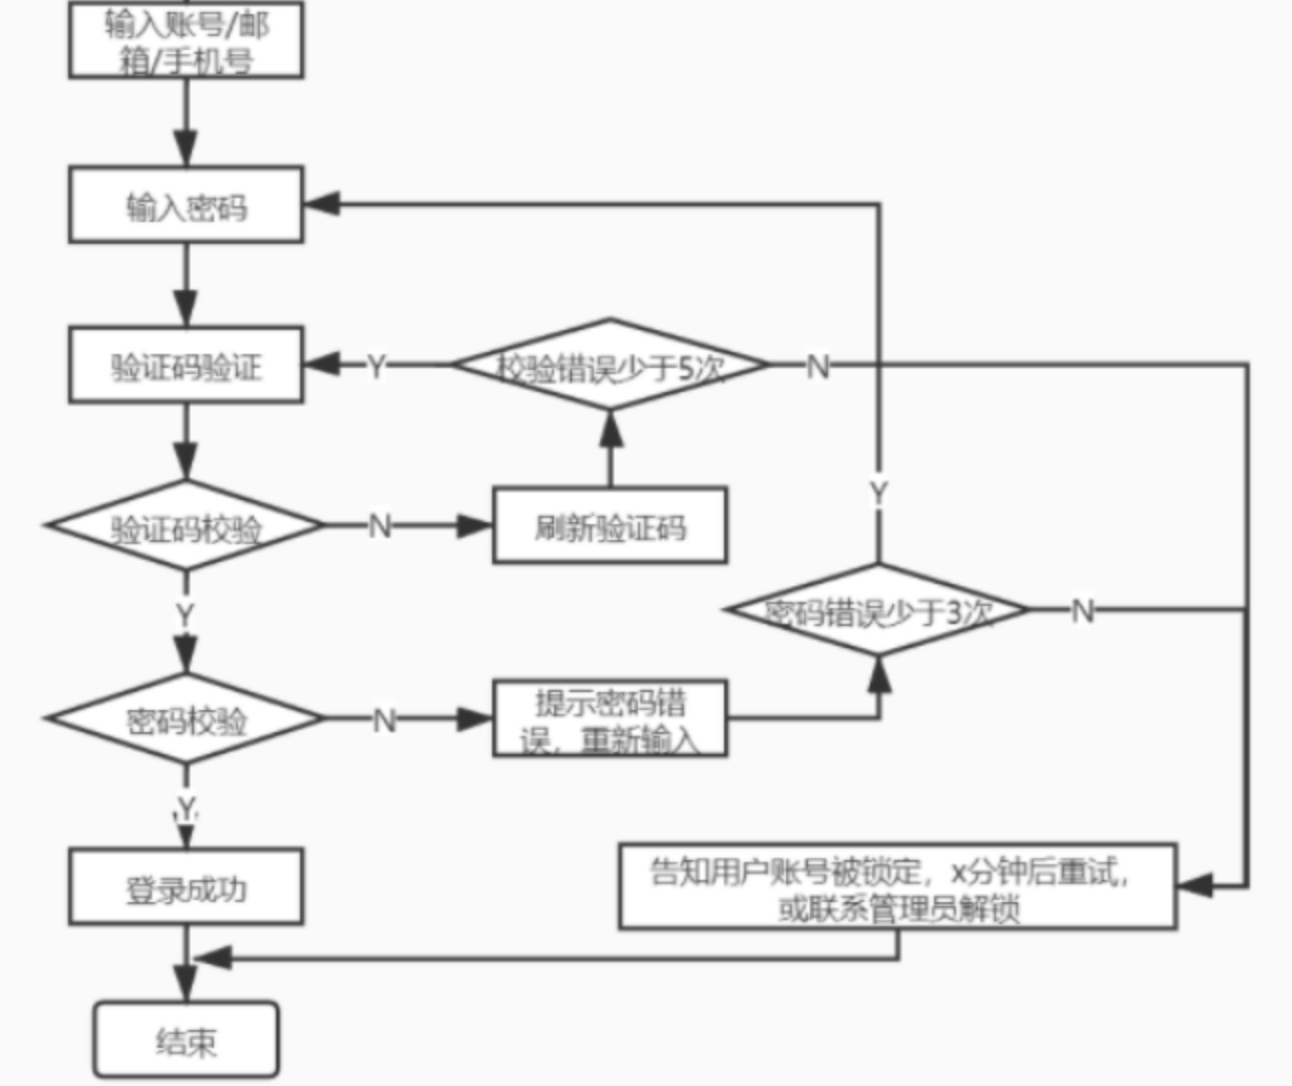 输入账号/邮
箱/手机号
输入密码
验证码验证
Y
校验错误少于5次
N
验证码校验
N
刷新验证码
Y
Y
密码错误少于3次
N
密码校验
N
提示密码错
误，重新输入
Y
登录成功
告知用户账号被锁定，x分钟后重试，
或联系管理员解锁
结束